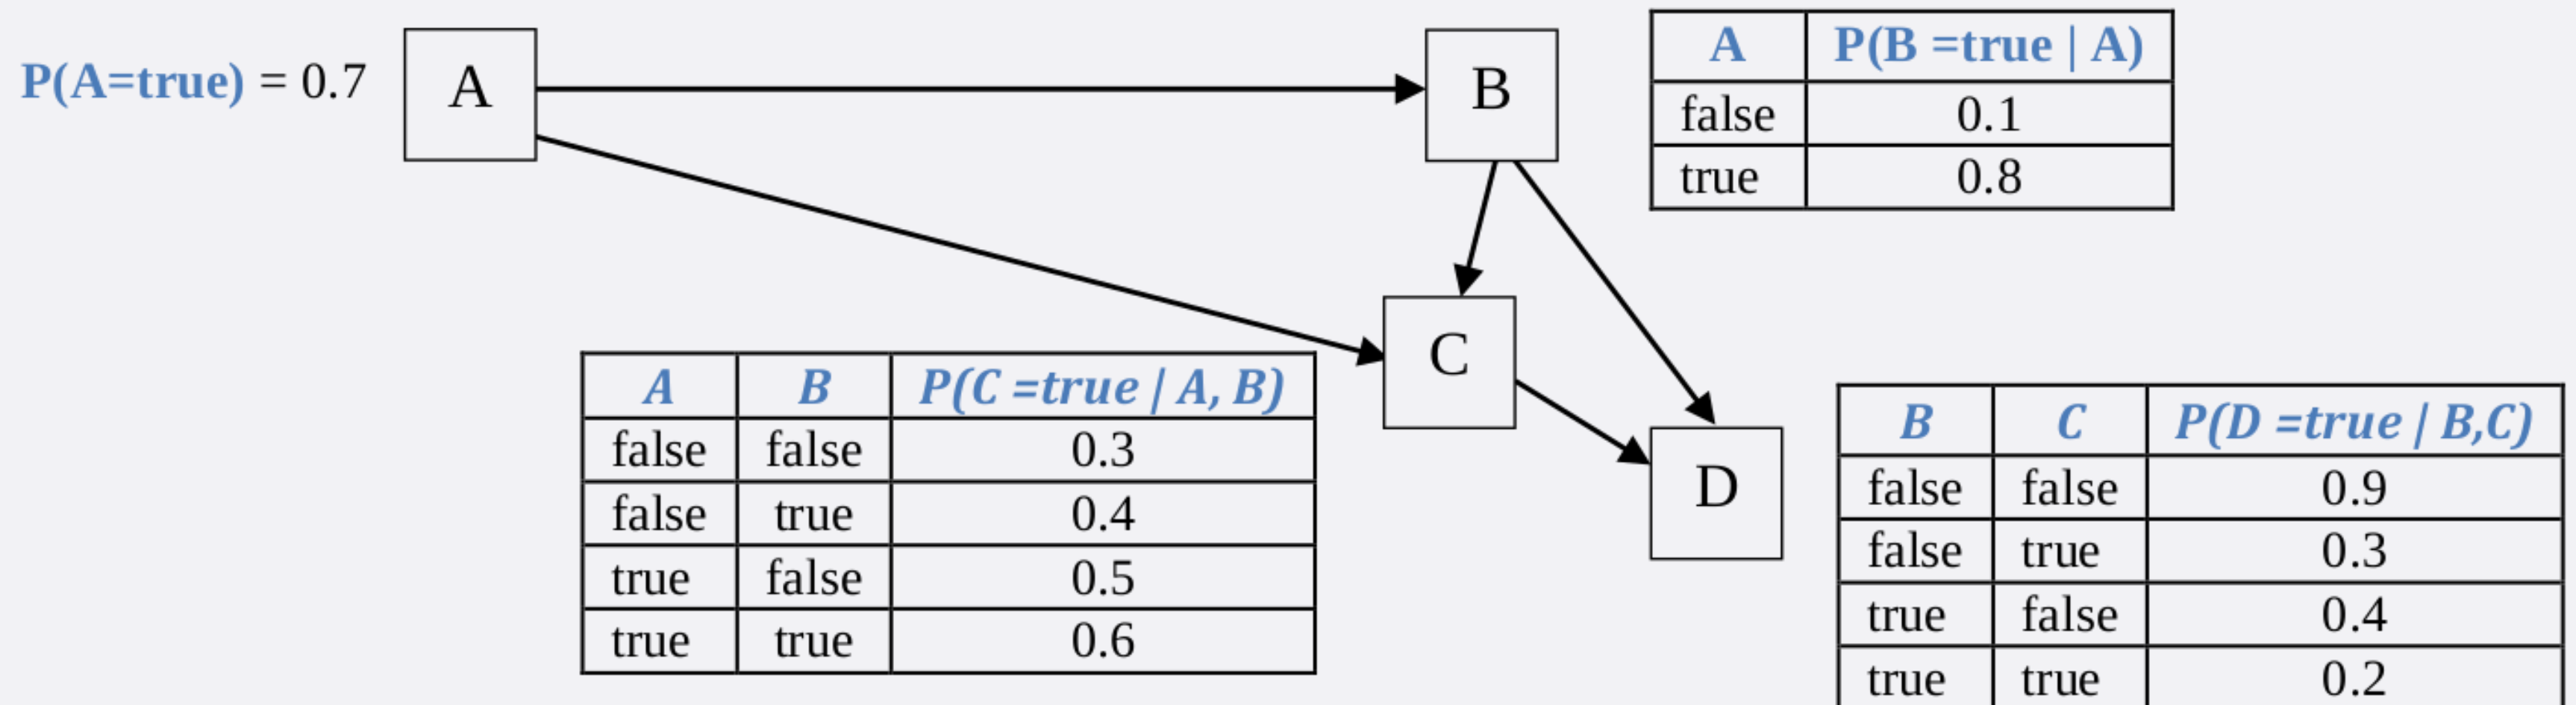 P(A=true) = 0.7
A
B
A P(B =true | A)
false 0.1
true 0.8
C
D
A B P(C =true | A, B)
false false 0.3
false true 0.4
true false 0.5
true true 0.6
B C P(D =true | B,C)
false false 0.9
false true 0.3
true false 0.4
true true 0.2